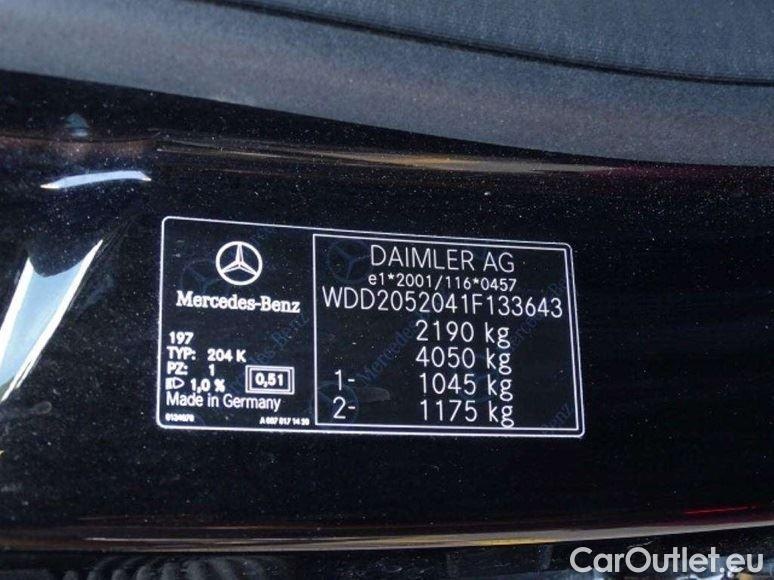 Mercedes-Benz
197
TYP: 204 K
PZ: 1
1,0 % 0,51
Made in Germany
DAIMLER AG
e1*2001/116*0457
WDD2052041F133643
2190 kg
4050 kg
1- 1045 kg
2- 1175 kg
CarOutlet.eu